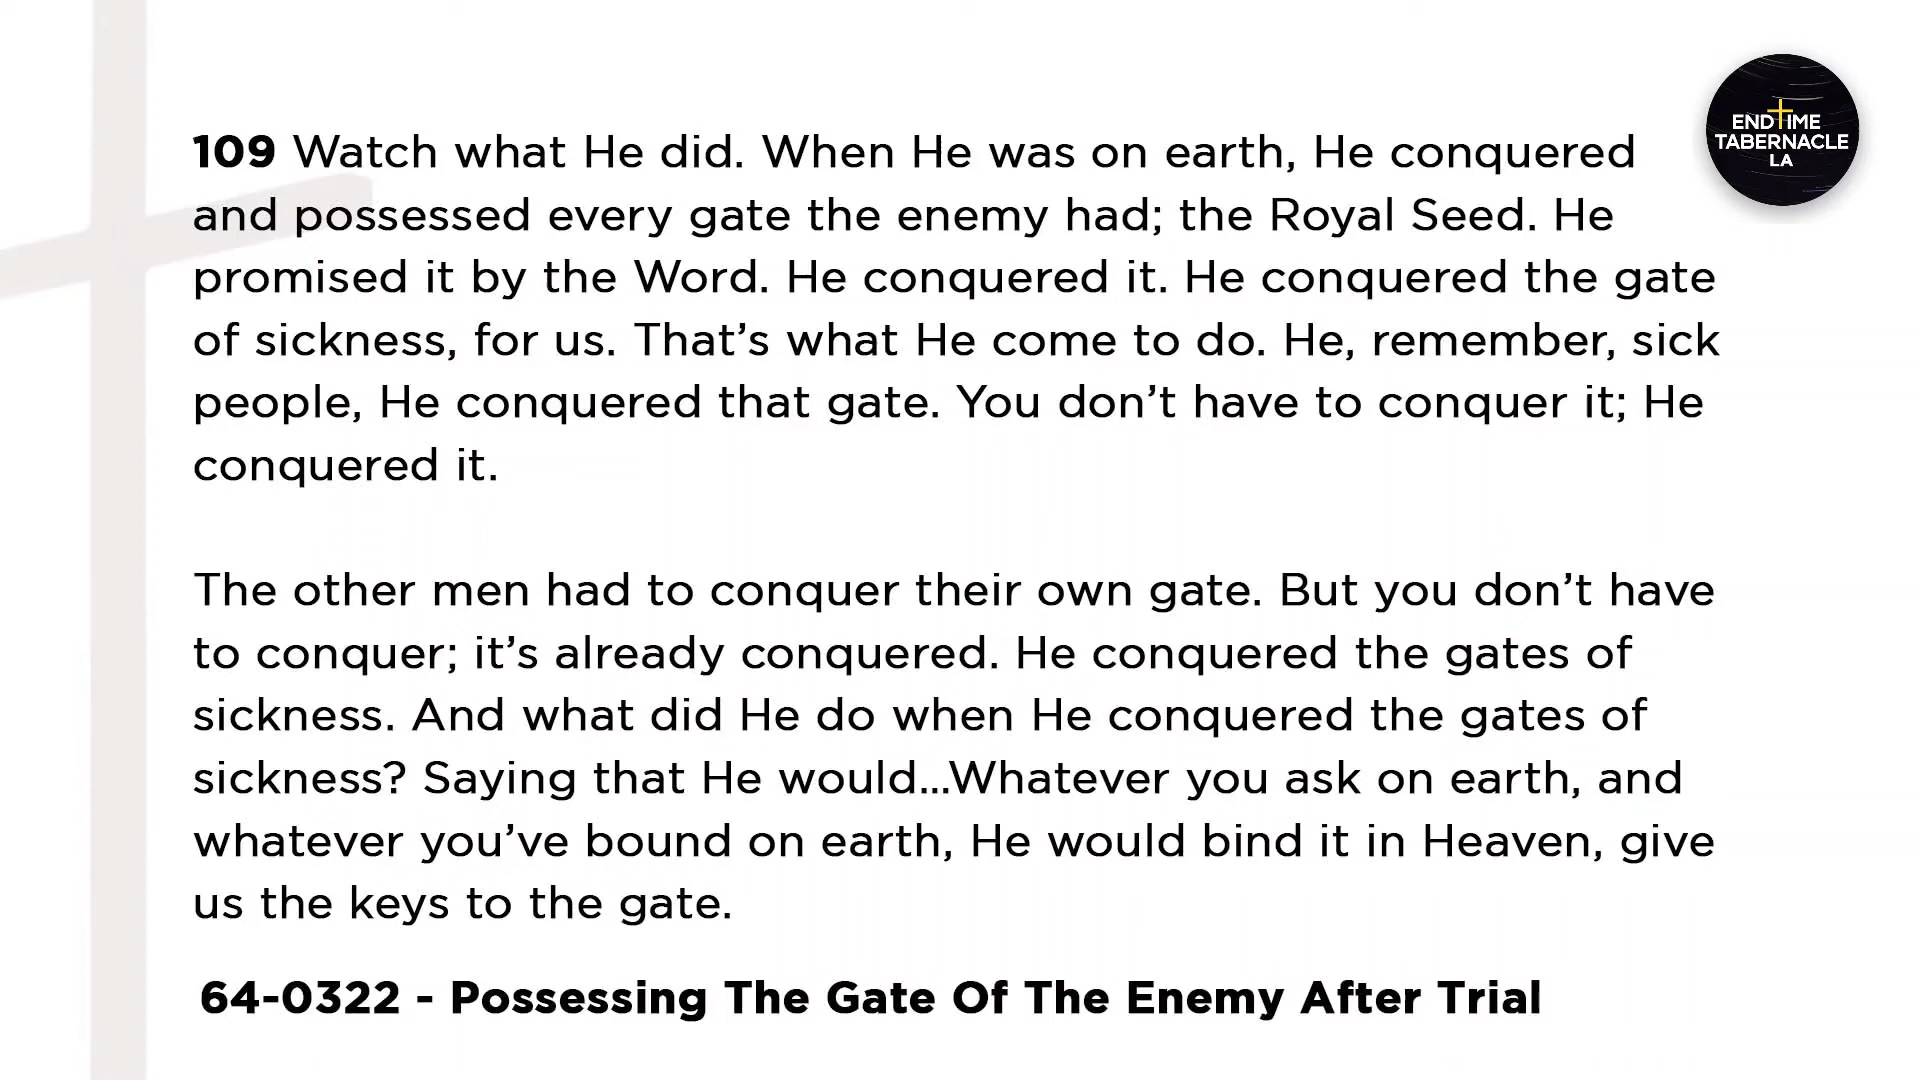 END TIME
TABERNACLE
LA
109 Watch what He did. When He was on earth, He conquered
and possessed every gate the enemy had; the Royal Seed. He
promised it by the Word. He conquered it. He conquered the gate
of sickness, for us. That’s what He come to do. He, remember, sick
people, He conquered that gate. You don’t have to conquer it; He
conquered it.
The other men had to conquer their own gate. But you don’t have
to conquer; it’s already conquered. He conquered the gates of
sickness. And what did He do when He conquered the gates of
sickness? Saying that He would...Whatever you ask on earth, and
whatever you’ve bound on earth, He would bind it in Heaven, give
us the keys to the gate.
64-0322 - Possessing The Gate Of The Enemy After Trial